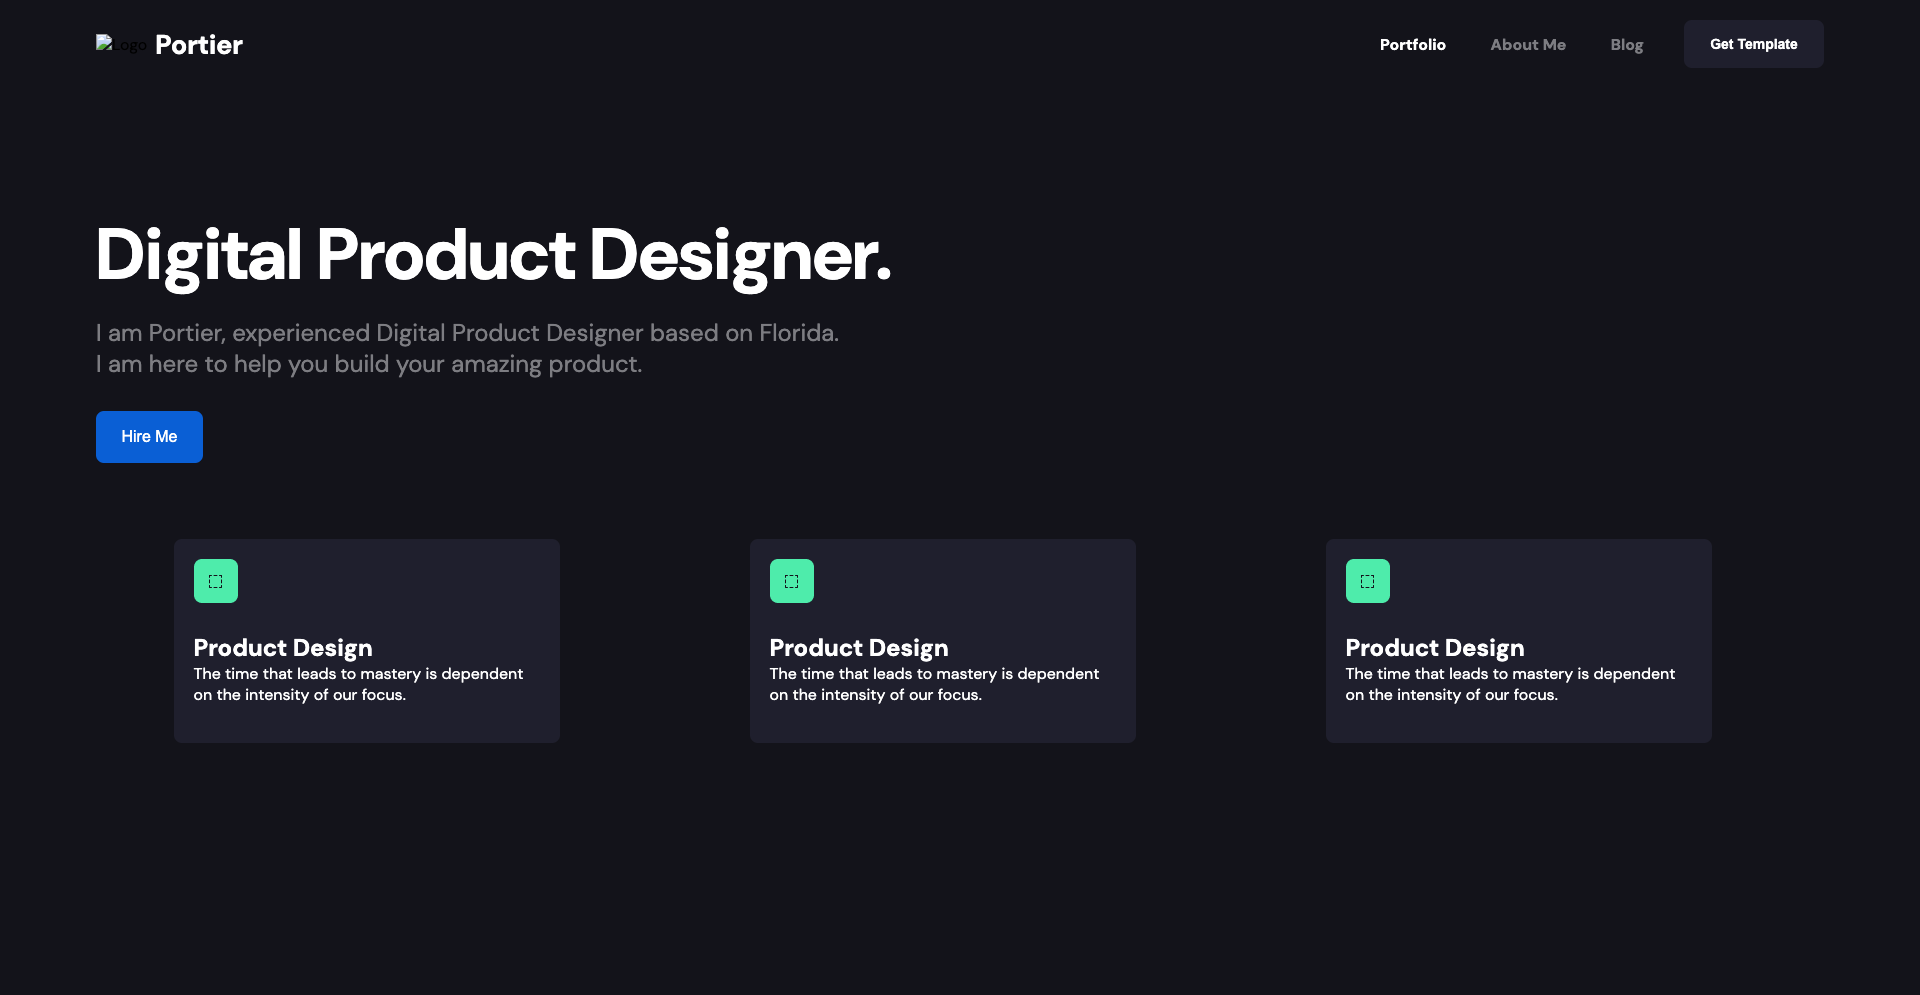 Logo Portier
Portfolio About Me Blog Get Template
Digital Product Designer.
I am Portier, experienced Digital Product Designer based on Florida.
I am here to help you build your amazing product.
Hire Me
Product Design
The time that leads to mastery is dependent
on the intensity of our focus.
Product Design
The time that leads to mastery is dependent
on the intensity of our focus.
Product Design
The time that leads to mastery is dependent
on the intensity of our focus.